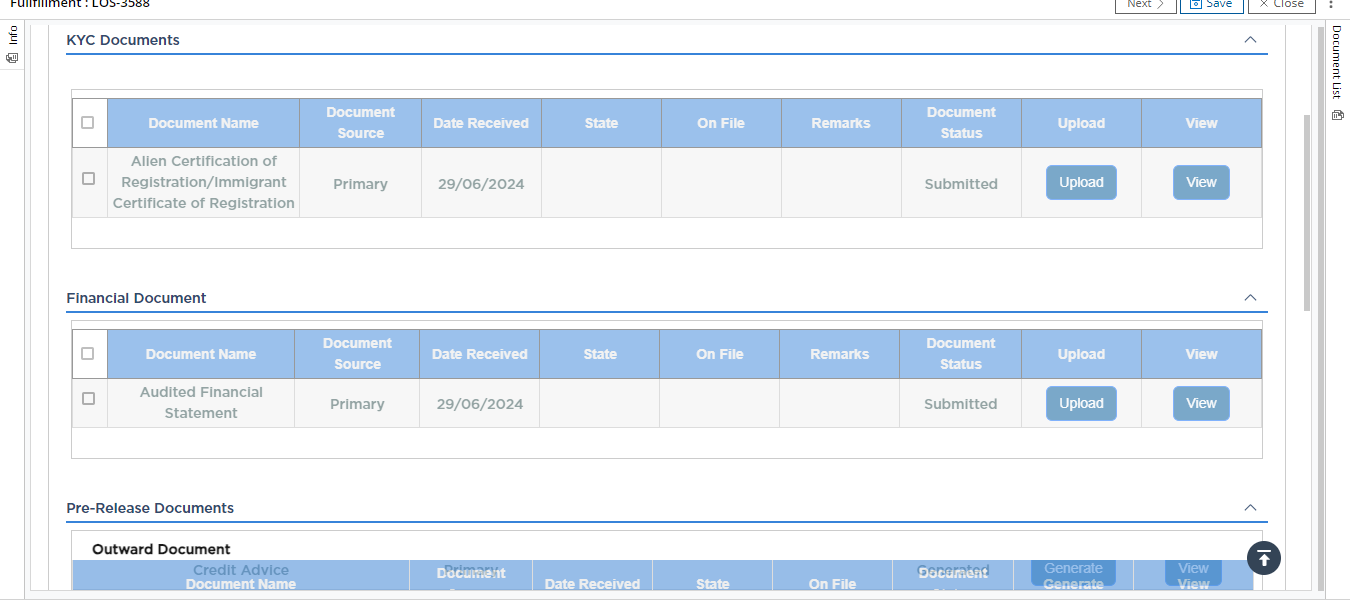 Fullfillment : LOS-3588
Next Save Close
Info
Document List
KYC Documents
Document Name Document Source Date Received State On File Remarks Document Status Upload View
Alien Certification of
Registration/Immigrant
Certificate of Registration
Primary 29/06/2024 Submitted Upload View
Financial Document
Document Name Document Source Date Received State On File Remarks Document Status Upload View
Audited Financial
Statement
Primary 29/06/2024 Submitted Upload View
Pre-Release Documents
Outward Document
Credit Advice Primary Generated Generate View
Document Name Document Date Received State On File Document Generate View